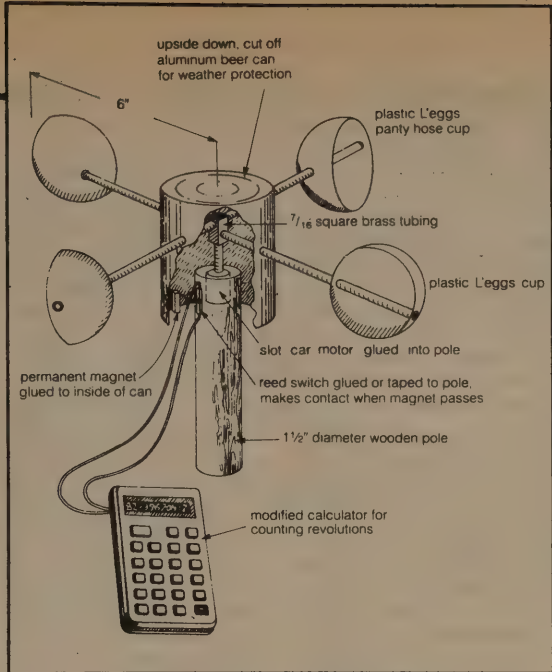 upside down, cut off
aluminum beer can
for weather protection
6"
plastic L'eggs
panty hose cup
7/16 square brass tubing
plastic L'eggs cup
slot car motor glued into pole
permanent magnet
glued to inside of can
reed switch glued or taped to pole,
makes contact when magnet passes
1½" diameter wooden pole
modified calculator for
counting revolutions